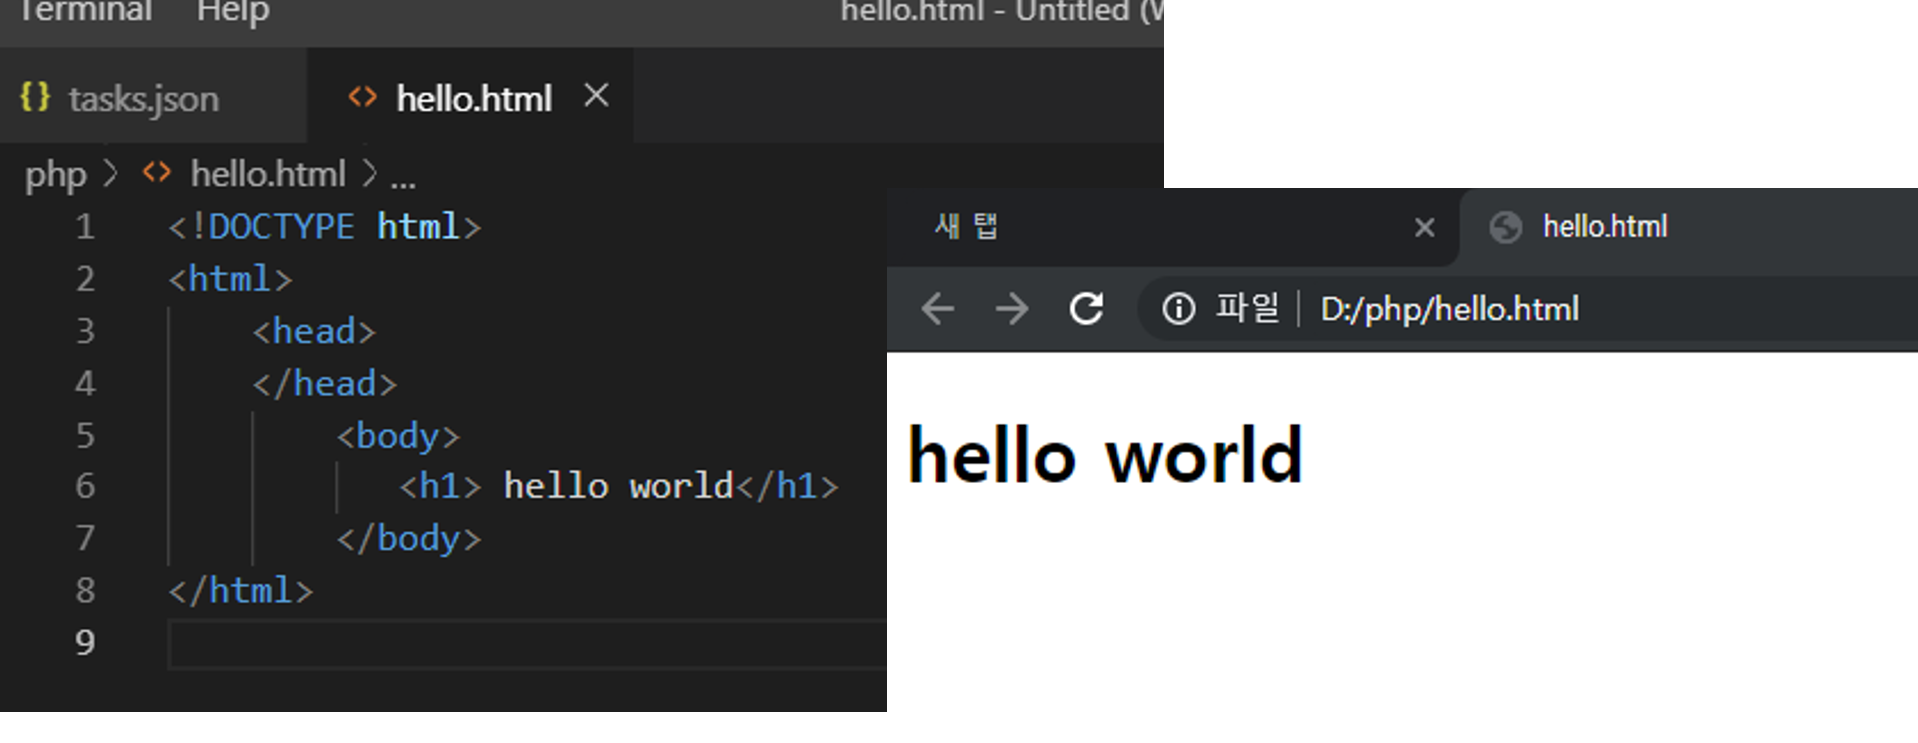 Terminal Help hello.html - Untitled (W
{} tasks.json <> hello.html ×
php > <> hello.html > ...
1 <!DOCTYPE html>
2 <html>
3 <head>
4 </head>
5 <body>
6 <h1> hello world</h1>
7 </body>
8 </html>
9
새 탭 × hello.html
파일 | D:/php/hello.html
hello world